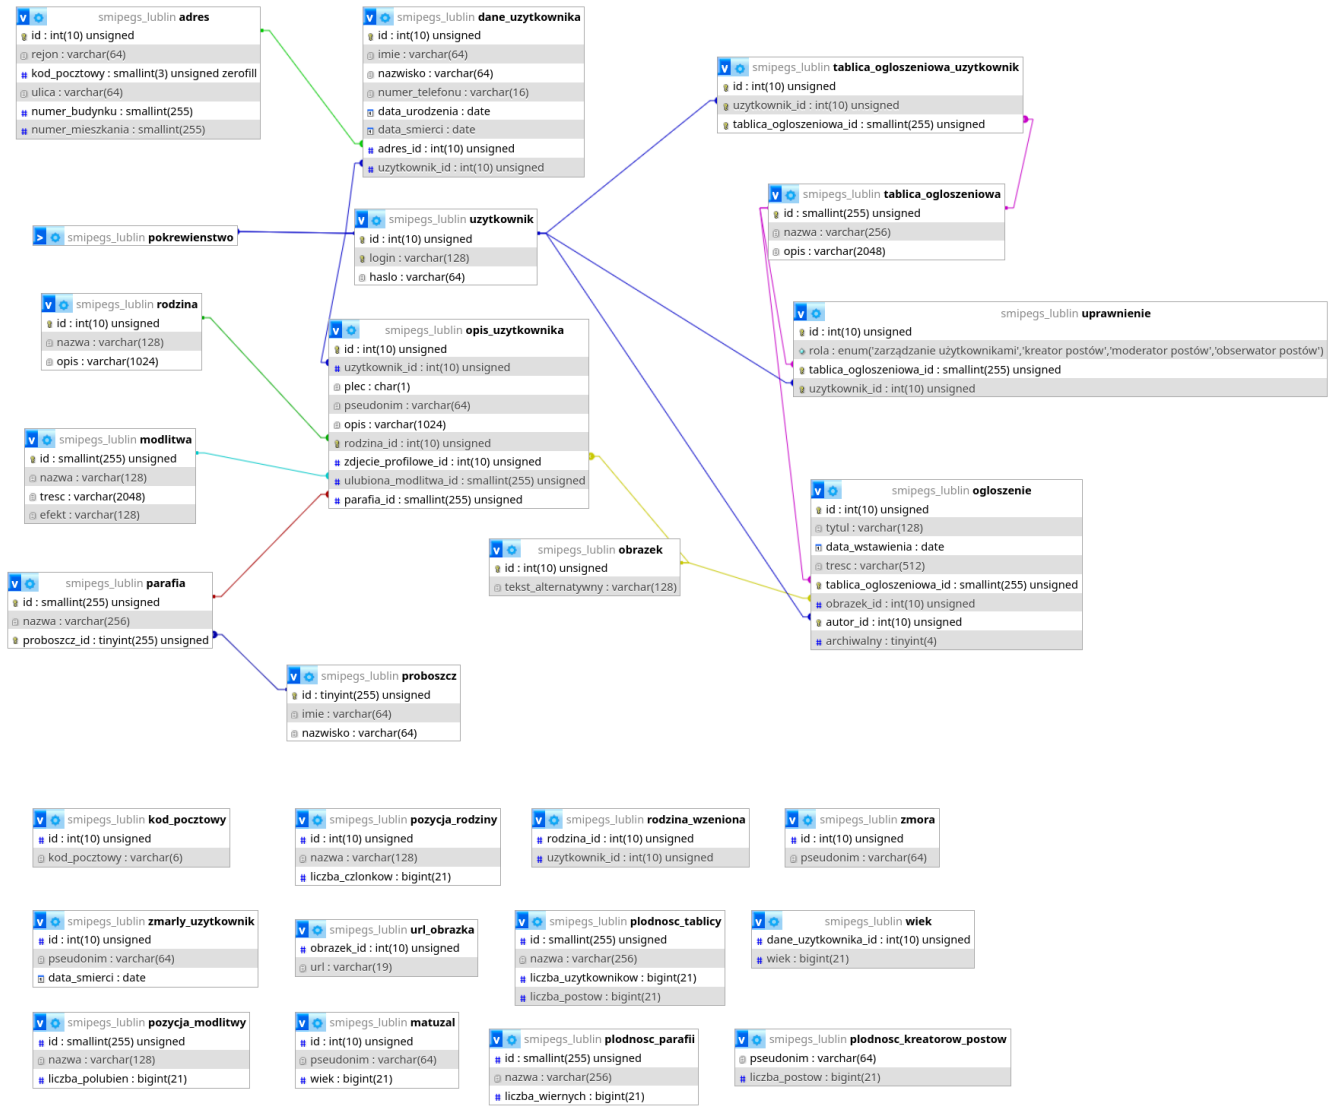 smipegs_lublin adres
id : int(10) unsigned
rejon : varchar(64)
kod_pocztowy : smallint(3) unsigned zerofill
ulica : varchar(64)
numer_budynku : smallint(255)
numer_mieszkania : smallint(255)
smipegs_lublin dane_uzytkownika
id : int(10) unsigned
imie : varchar(64)
nazwisko : varchar(64)
numer_telefonu : varchar(16)
data_urodzenia : date
data_smierci : date
adres_id : int(10) unsigned
uzytkownik_id : int(10) unsigned
smipegs_lublin tablica_ogloszeniowa_uzytkownik
id : int(10) unsigned
uzytkownik_id : int(10) unsigned
tablica_ogloszeniowa_id : smallint(255) unsigned
smipegs_lublin tablica_ogloszeniowa
id : smallint(255) unsigned
nazwa : varchar(256)
opis : varchar(2048)
smipegs_lublin pokrewienstwo
smipegs_lublin uzytkownik
id : int(10) unsigned
login : varchar(128)
haslo : varchar(64)
smipegs_lublin rodzina
id : int(10) unsigned
nazwa : varchar(128)
opis : varchar(1024)
smipegs_lublin opis_uzytkownika
id : int(10) unsigned
uzytkownik_id : int(10) unsigned
plec : char(1)
pseudonim : varchar(64)
opis : varchar(1024)
rodzina_id : int(10) unsigned
zdjecie_profilowe_id : int(10) unsigned
ulubiona_modlitwa_id : smallint(255) unsigned
parafia_id : smallint(255) unsigned
smipegs_lublin uprawnienie
id : int(10) unsigned
rola : enum('zarządzanie użytkownikami','kreator postów','moderator postów','obserwator postów')
tablica_ogloszeniowa_id : smallint(255) unsigned
uzytkownik_id : int(10) unsigned
smipegs_lublin modlitwa
id : smallint(255) unsigned
nazwa : varchar(128)
tresc : varchar(2048)
efekt : varchar(128)
smipegs_lublin ogloszenie
id : int(10) unsigned
tytul : varchar(128)
data_wstawienia : date
tresc : varchar(512)
tablica_ogloszeniowa_id : smallint(255) unsigned
obrazek_id : int(10) unsigned
autor_id : int(10) unsigned
archiwalny : tinyint(4)
smipegs_lublin obrazek
id : int(10) unsigned
tekst_alternatywny : varchar(128)
smipegs_lublin parafia
id : smallint(255) unsigned
nazwa : varchar(256)
proboszcz_id : tinyint(255) unsigned
smipegs_lublin proboszcz
id : tinyint(255) unsigned
imie : varchar(64)
nazwisko : varchar(64)
smipegs_lublin kod_pocztowy
id : int(10) unsigned
kod_pocztowy : varchar(6)
smipegs_lublin pozycja_rodziny
id : int(10) unsigned
nazwa : varchar(128)
liczba_czlonkow : bigint(21)
smipegs_lublin rodzina_wzeniona
rodzina_id : int(10) unsigned
uzytkownik_id : int(10) unsigned
smipegs_lublin zmora
id : int(10) unsigned
pseudonim : varchar(64)
smipegs_lublin zmarly_uzytkownik
id : int(10) unsigned
pseudonim : varchar(64)
data_smierci : date
smipegs_lublin url_obrazka
obrazek_id : int(10) unsigned
url : varchar(19)
smipegs_lublin plodnosc_tablicy
id : smallint(255) unsigned
nazwa : varchar(256)
liczba_uzytkownikow : bigint(21)
liczba_postow : bigint(21)
smipegs_lublin wiek
dane_uzytkownika_id : int(10) unsigned
wiek : bigint(21)
smipegs_lublin pozycja_modlitwy
id : smallint(255) unsigned
nazwa : varchar(128)
liczba_polubien : bigint(21)
smipegs_lublin matuzal
id : int(10) unsigned
pseudonim : varchar(64)
wiek : bigint(21)
smipegs_lublin plodnosc_parafii
id : smallint(255) unsigned
nazwa : varchar(256)
liczba_wiernych : bigint(21)
smipegs_lublin plodnosc_kreatorow_postow
pseudonim : varchar(64)
liczba_postow : bigint(21)